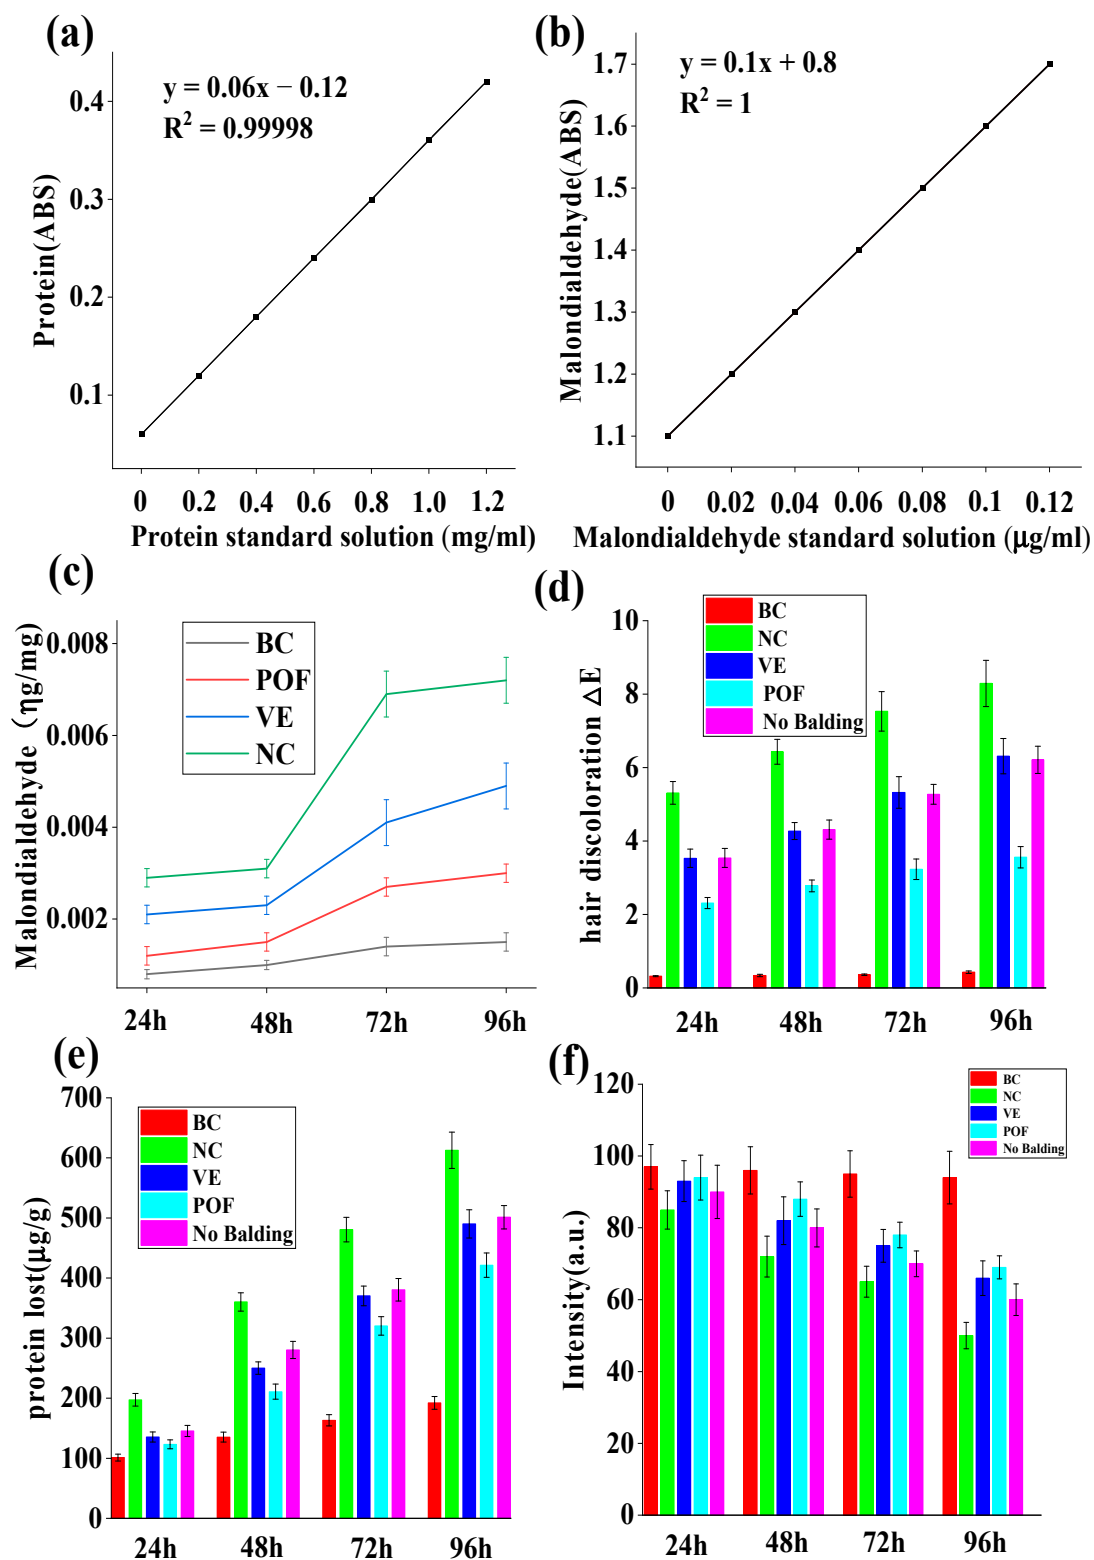 (a)
y = 0.06x − 0.12
R² = 0.99998
Protein(ABS)
0.4
0.3
0.2
0.1
0 0.2 0.4 0.6 0.8 1.0 1.2
Protein standard solution (mg/ml)
(b)
y = 0.1x + 0.8
R² = 1
Malondialdehyde(ABS)
1.7
1.6
1.5
1.4
1.3
1.2
1.1
0 0.02 0.04 0.06 0.08 0.1 0.12
Malondialdehyde standard solution (μg/ml)
(c)
BC
POF
VE
NC
Malondialdehyde (ηg/mg)
0.008
0.006
0.004
0.002
24h 48h 72h 96h
(d)
BC
NC
VE
POF
No Balding
hair discoloration △E
10
8
6
4
2
0
24h 48h 72h 96h
(e)
BC
NC
VE
POF
No Balding
protein lost(μg/g)
700
600
500
400
300
200
100
0
24h 48h 72h 96h
(f)
BC
NC
VE
POF
No Balding
Intensity(a.u.)
120
100
80
60
40
20
0
24h 48h 72h 96h